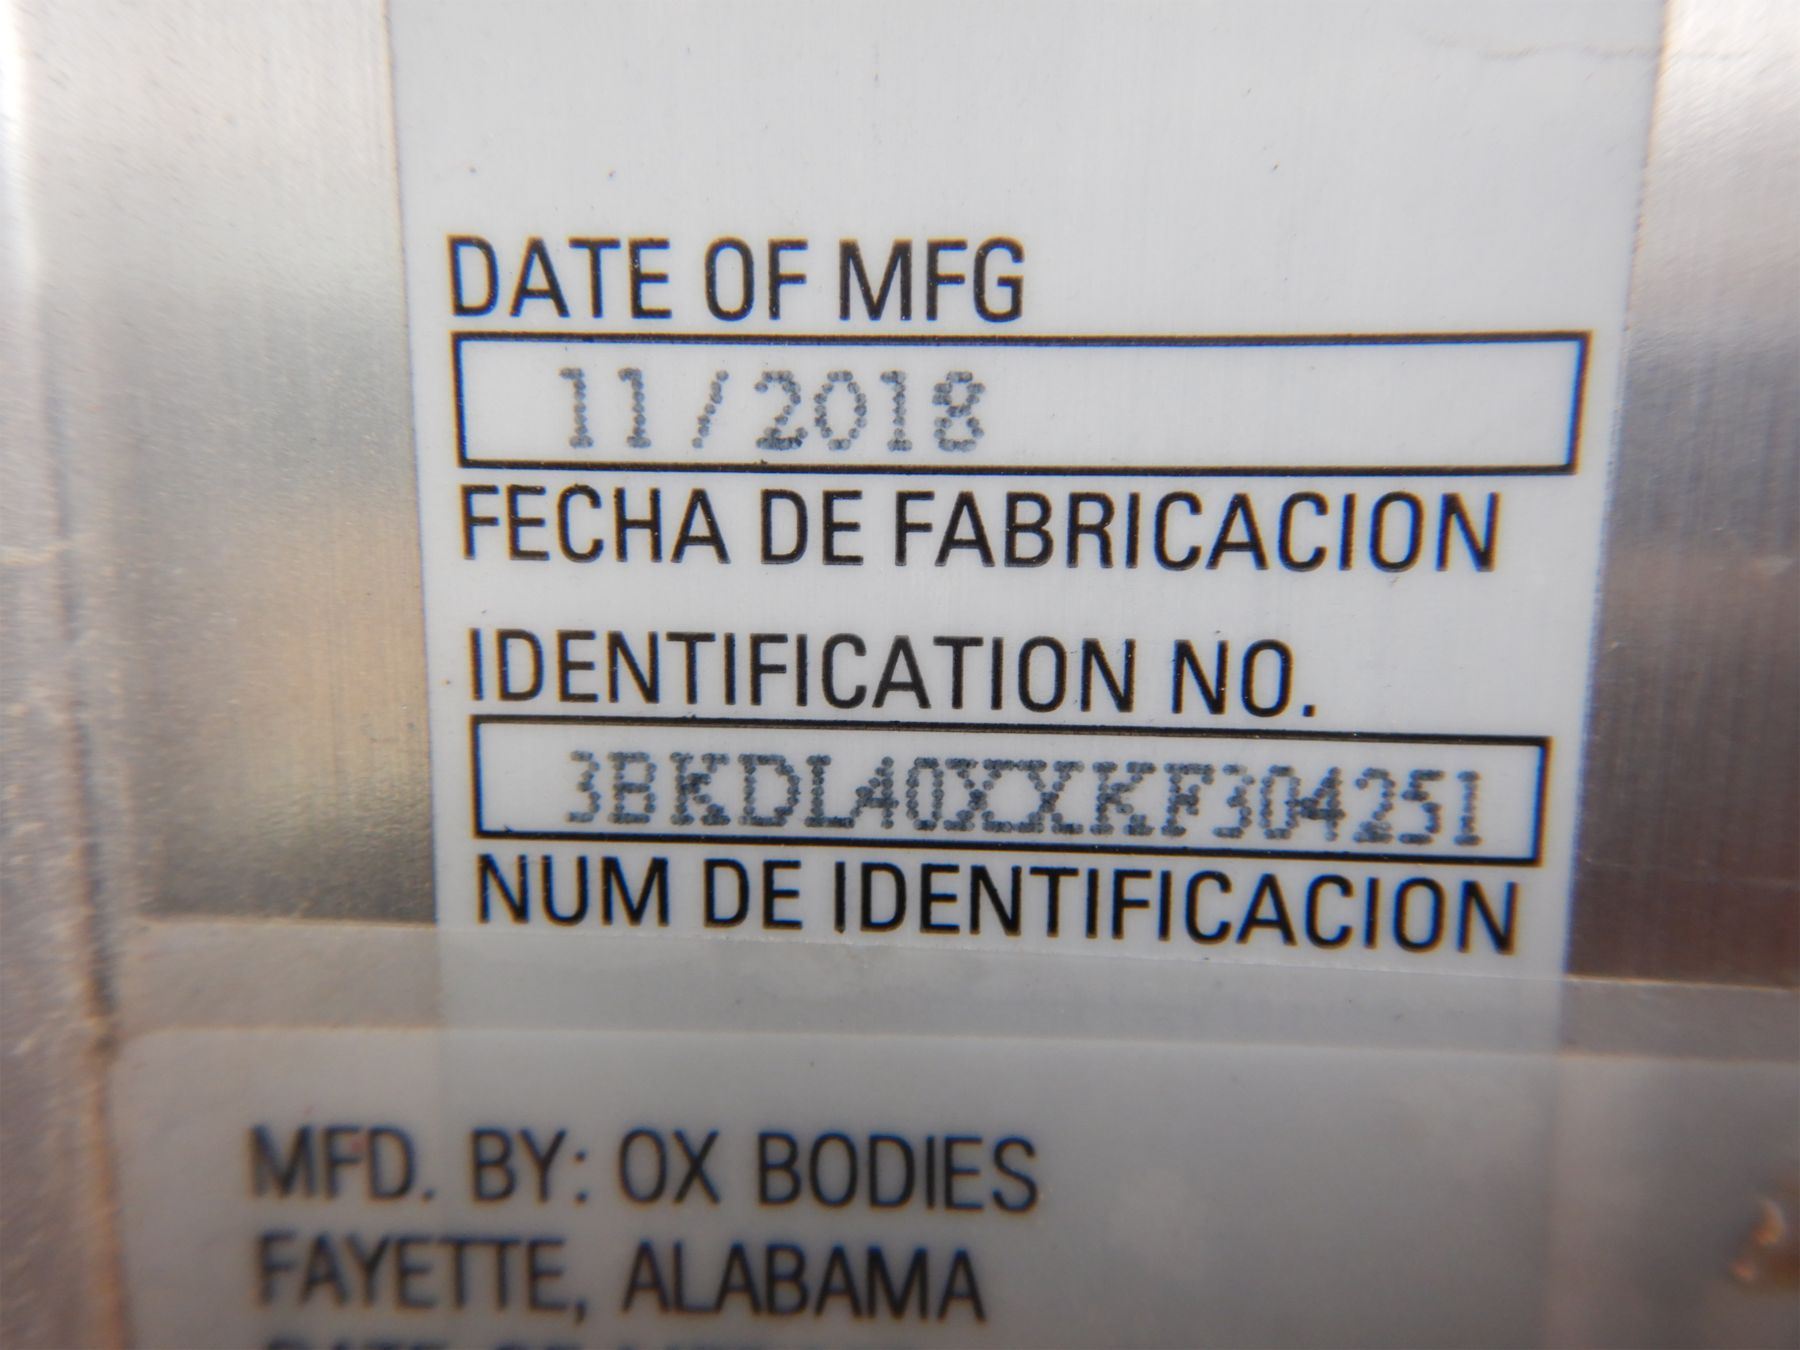 DATE OF MFG
11/2018
FECHA DE FABRICACION
IDENTIFICATION NO.
3BKDL40XXKF304251
NUM DE IDENTIFICACION
MFD. BY: OX BODIES
FAYETTE, ALABAMA